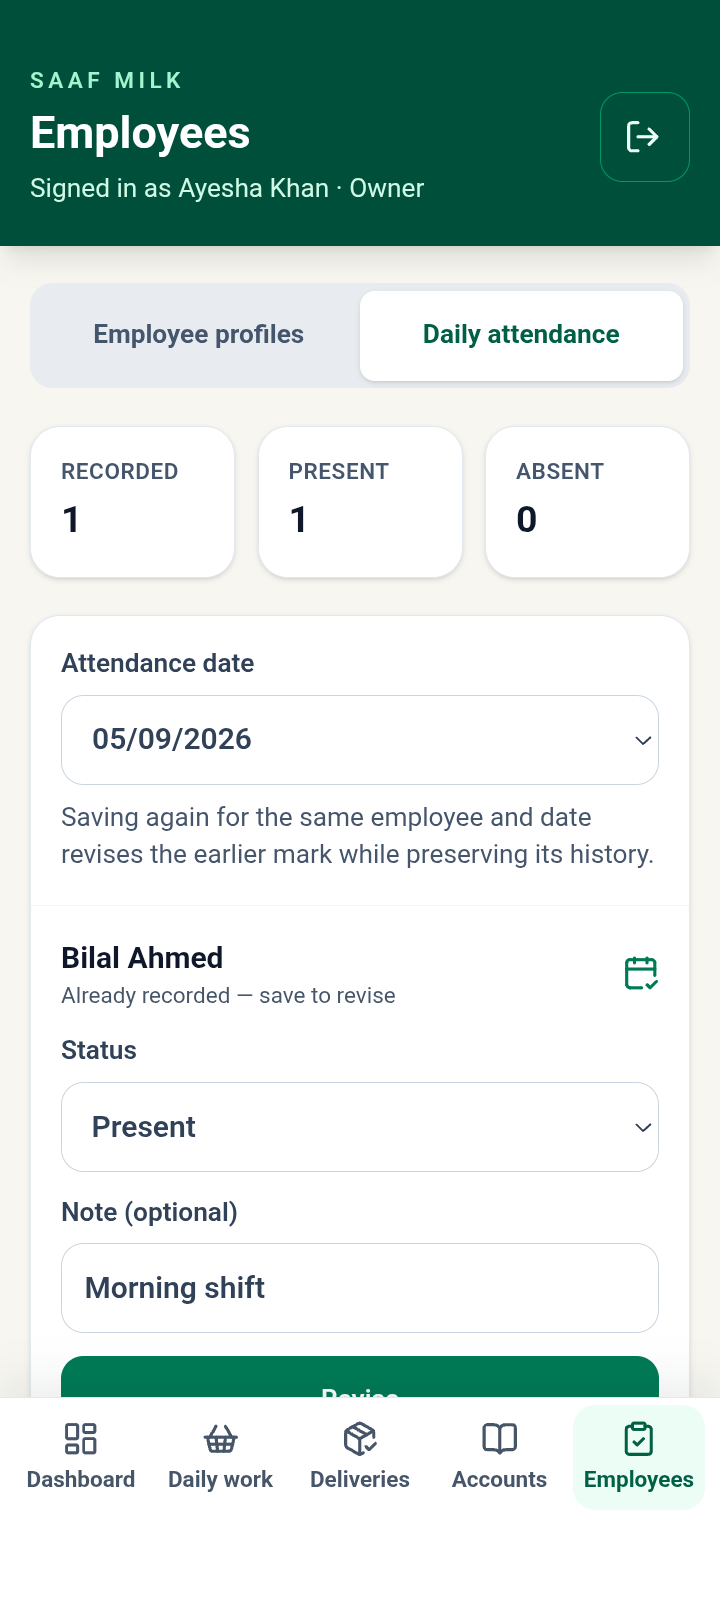 SAAF MILK
Employees
Signed in as Ayesha Khan · Owner
Employee profiles
Daily attendance
RECORDED
1
PRESENT
1
ABSENT
0
Attendance date
05/09/2026
Saving again for the same employee and date
revises the earlier mark while preserving its history.
Bilal Ahmed
Already recorded — save to revise
Status
Present
Note (optional)
Morning shift
Revise
Dashboard
Daily work
Deliveries
Accounts
Employees